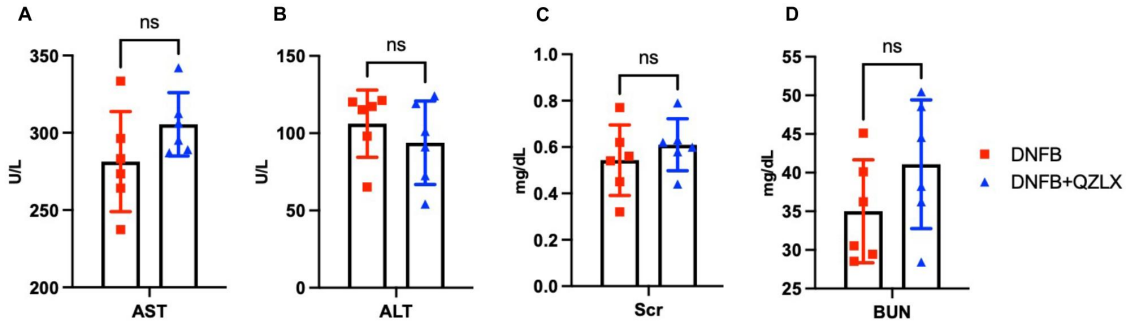 A
ns
U/L
350
300
250
200
AST
B
ns
U/L
150
100
50
0
ALT
C
ns
mg/dL
1.0
0.8
0.6
0.4
0.2
0.0
Scr
D
ns
mg/dL
55
50
45
40
35
30
25
BUN
DNFB
DNFB+QZLX